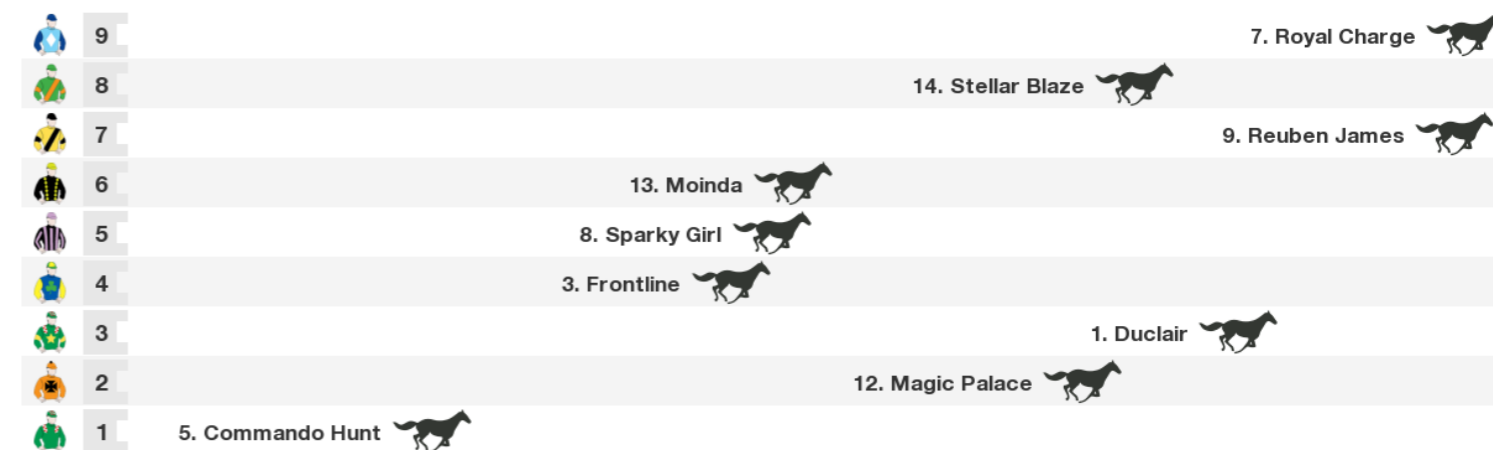 9 7. Royal Charge
8 14. Stellar Blaze
7 9. Reuben James
6 13. Moinda
5 8. Sparky Girl
4 3. Frontline
3 1. Duclair
2 12. Magic Palace
1 5. Commando Hunt